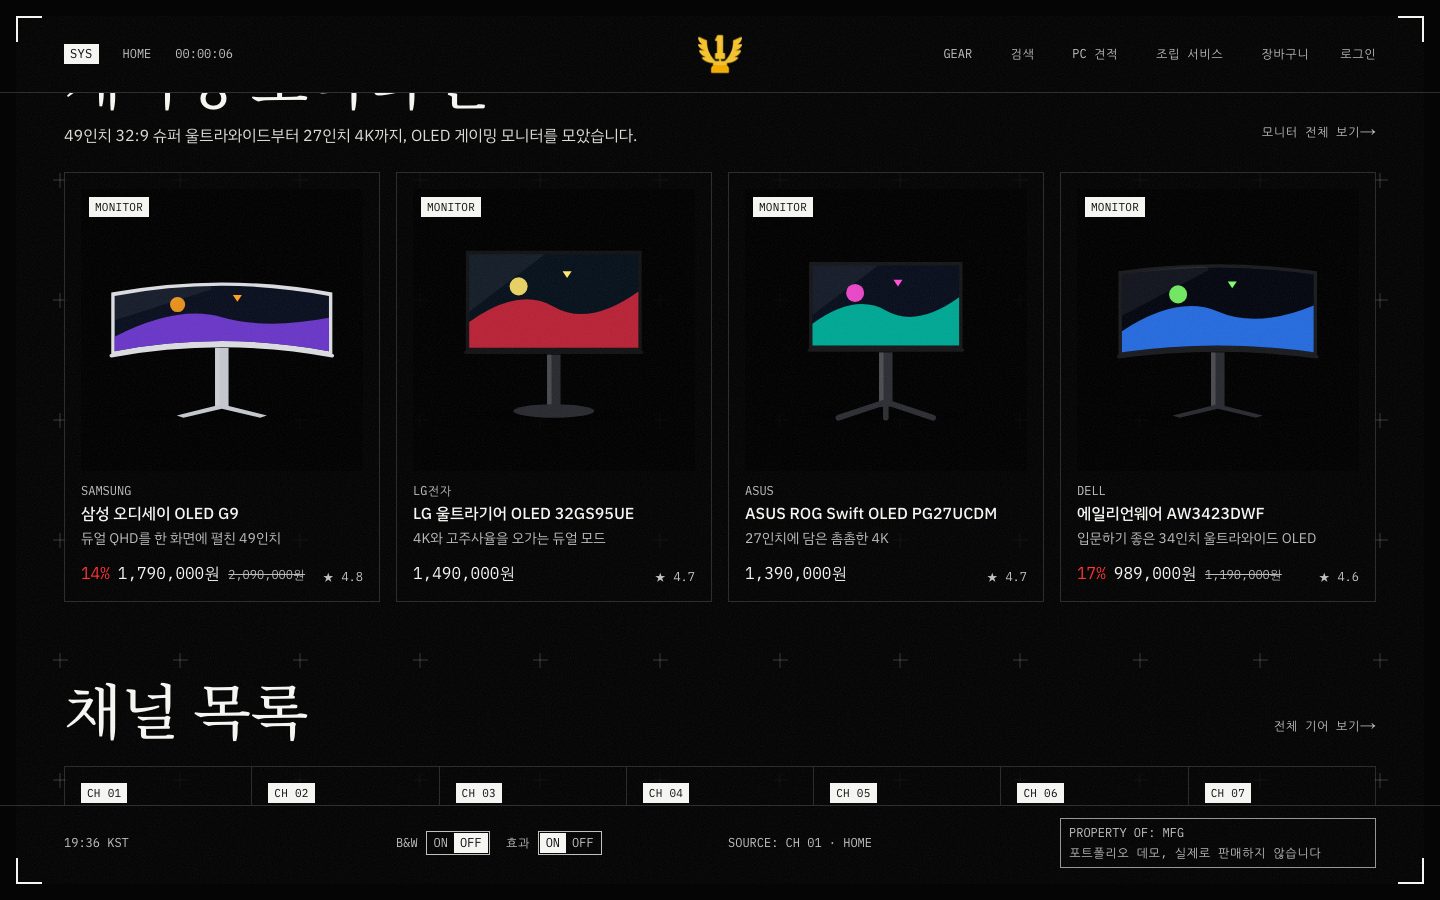 SYS HOME 00:00:06 GEAR 검색 PC 견적 조립 서비스 장바구니 로그인
49인치 32:9 슈퍼 울트라와이드부터 27인치 4K까지, OLED 게이밍 모니터를 모았습니다.
모니터 전체 보기→
MONITOR
SAMSUNG
삼성 오디세이 OLED G9
듀얼 QHD를 한 화면에 펼친 49인치
14% 1,790,000원 2,090,000원 ★ 4.8
MONITOR
LG전자
LG 울트라기어 OLED 32GS95UE
4K와 고주사율을 오가는 듀얼 모드
1,490,000원 ★ 4.7
MONITOR
ASUS
ASUS ROG Swift OLED PG27UCDM
27인치에 담은 촘촘한 4K
1,390,000원 ★ 4.7
MONITOR
DELL
에일리언웨어 AW3423DWF
입문하기 좋은 34인치 울트라와이드 OLED
17% 989,000원 1,190,000원 ★ 4.6
채널 목록
전체 기어 보기→
CH 01 CH 02 CH 03 CH 04 CH 05 CH 06 CH 07
19:36 KST B&W ON OFF 효과 ON OFF SOURCE: CH 01 · HOME
PROPERTY OF: MFG
포트폴리오 데모, 실제로 판매하지 않습니다